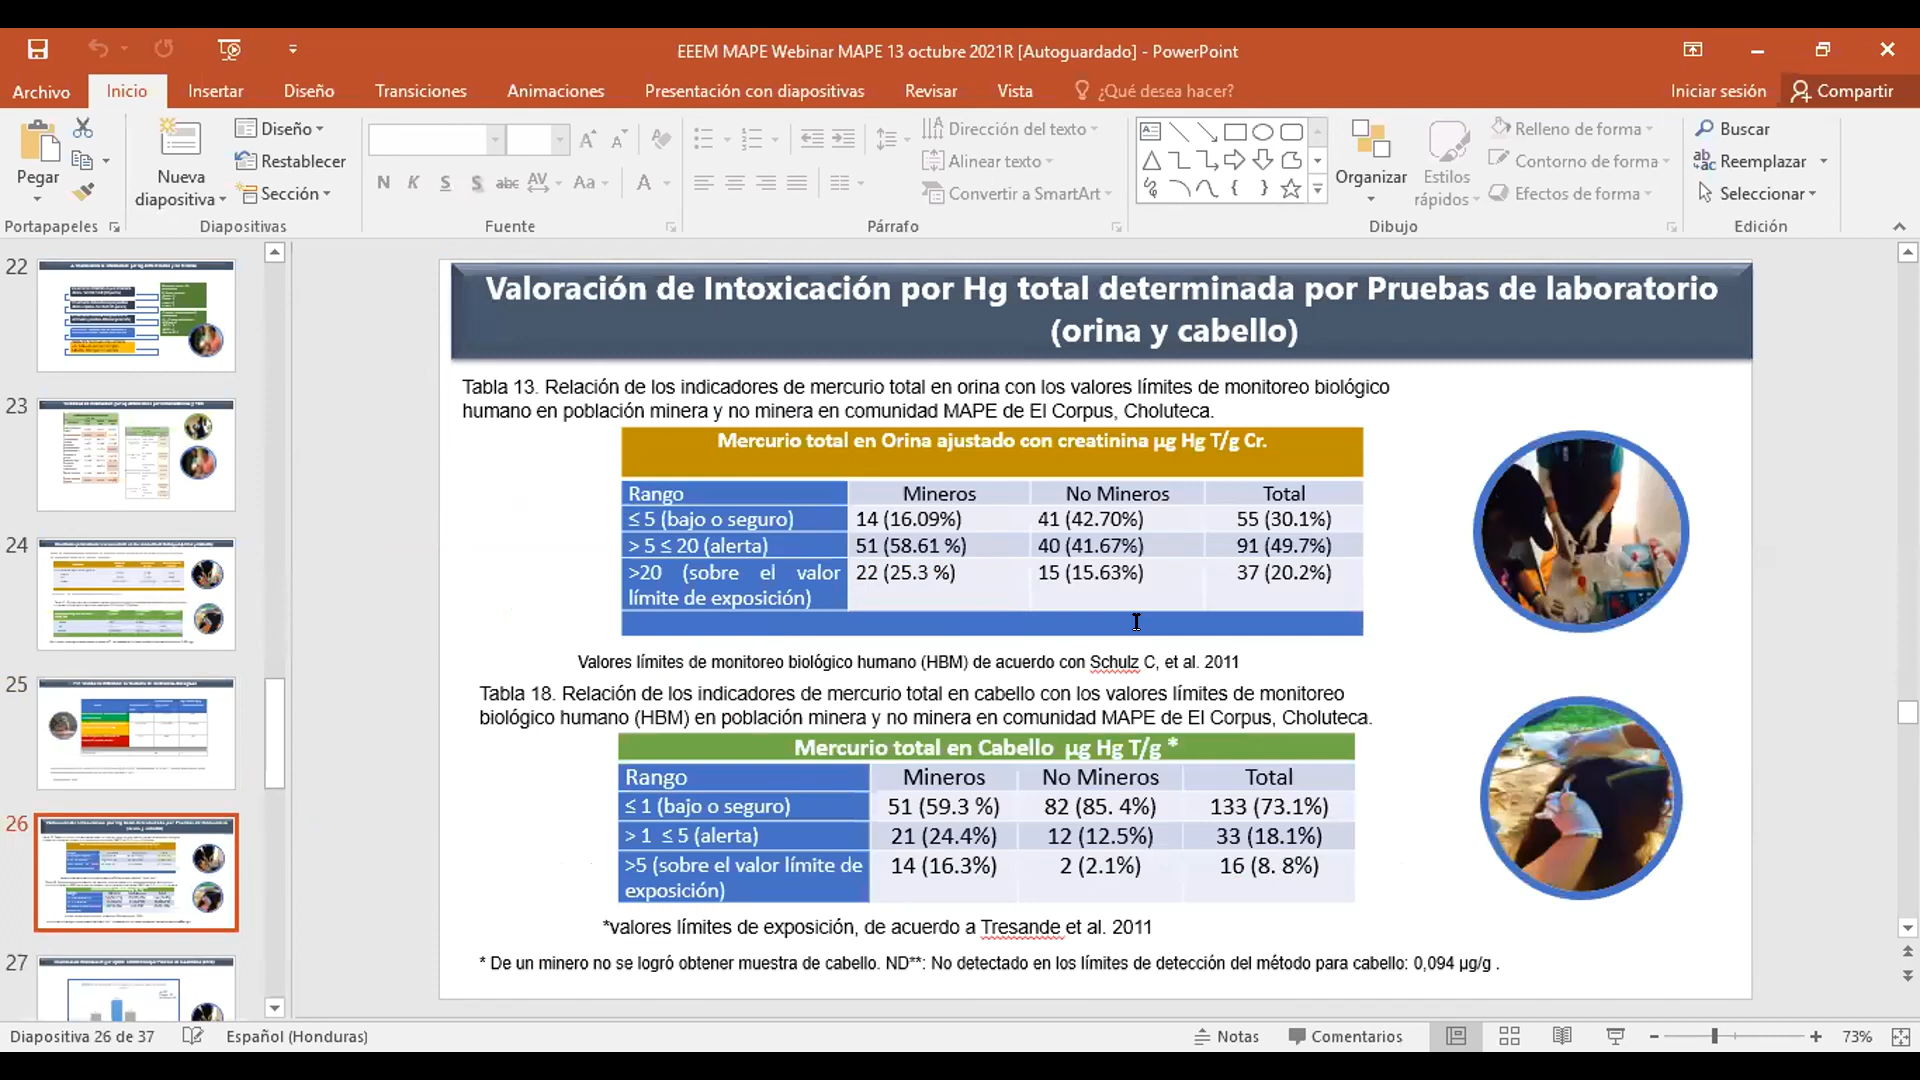 EEEM MAPE Webinar MAPE 13 octubre 2021R [Autoguardado] - PowerPoint
Archivo Inicio Insertar Diseño Transiciones Animaciones Presentación con diapositivas Revisar Vista ¿Qué desea hacer? Iniciar sesión Compartir
Pegar
Portapapeles
Nueva diapositiva
Diseño
Restablecer
Sección
Diapositivas
N K S S abc AV Aa A
Fuente
Dirección del texto
Alinear texto
Convertir a SmartArt
Párrafo
Organizar
Estilos rápidos
Relleno de forma
Contorno de forma
Efectos de forma
Dibujo
Buscar
Reemplazar
Seleccionar
Edición
22
23
24
25
26
27
Valoración de Intoxicación por Hg total determinada por Pruebas de laboratorio
(orina y cabello)
Tabla 13. Relación de los indicadores de mercurio total en orina con los valores límites de monitoreo biológico
humano en población minera y no minera en comunidad MAPE de El Corpus, Choluteca.
Mercurio total en Orina ajustado con creatinina µg Hg T/g Cr.
Rango Mineros No Mineros Total
≤ 5 (bajo o seguro) 14 (16.09%) 41 (42.70%) 55 (30.1%)
> 5 ≤ 20 (alerta) 51 (58.61 %) 40 (41.67%) 91 (49.7%)
>20 (sobre el valor 22 (25.3 %) 15 (15.63%) 37 (20.2%)
límite de exposición)
Valores límites de monitoreo biológico humano (HBM) de acuerdo con Schulz C, et al. 2011
Tabla 18. Relación de los indicadores de mercurio total en cabello con los valores límites de monitoreo
biológico humano (HBM) en población minera y no minera en comunidad MAPE de El Corpus, Choluteca.
Mercurio total en Cabello µg Hg T/g *
Rango Mineros No Mineros Total
≤ 1 (bajo o seguro) 51 (59.3 %) 82 (85. 4%) 133 (73.1%)
> 1 ≤ 5 (alerta) 21 (24.4%) 12 (12.5%) 33 (18.1%)
>5 (sobre el valor límite de 14 (16.3%) 2 (2.1%) 16 (8. 8%)
exposición)
*valores límites de exposición, de acuerdo a Tresande et al. 2011
* De un minero no se logró obtener muestra de cabello. ND**: No detectado en los límites de detección del método para cabello: 0,094 µg/g .
Diapositiva 26 de 37 Español (Honduras) Notas Comentarios 73%